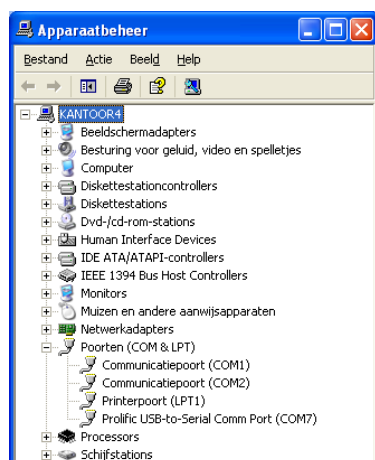 Apparaatbeheer
Bestand Actie Beeld Help
KANTOOR4
Beeldschermadapters
Besturing voor geluid, video en spelletjes
Computer
Diskettestationcontrollers
Diskettestations
Dvd-/cd-rom-stations
Human Interface Devices
IDE ATA/ATAPI-controllers
IEEE 1394 Bus Host Controllers
Monitors
Muizen en andere aanwijsapparaten
Netwerkadapters
Poorten (COM & LPT)
Communicatiepoort (COM1)
Communicatiepoort (COM2)
Printerpoort (LPT1)
Prolific USB-to-Serial Comm Port (COM7)
Processors
Schijfstations